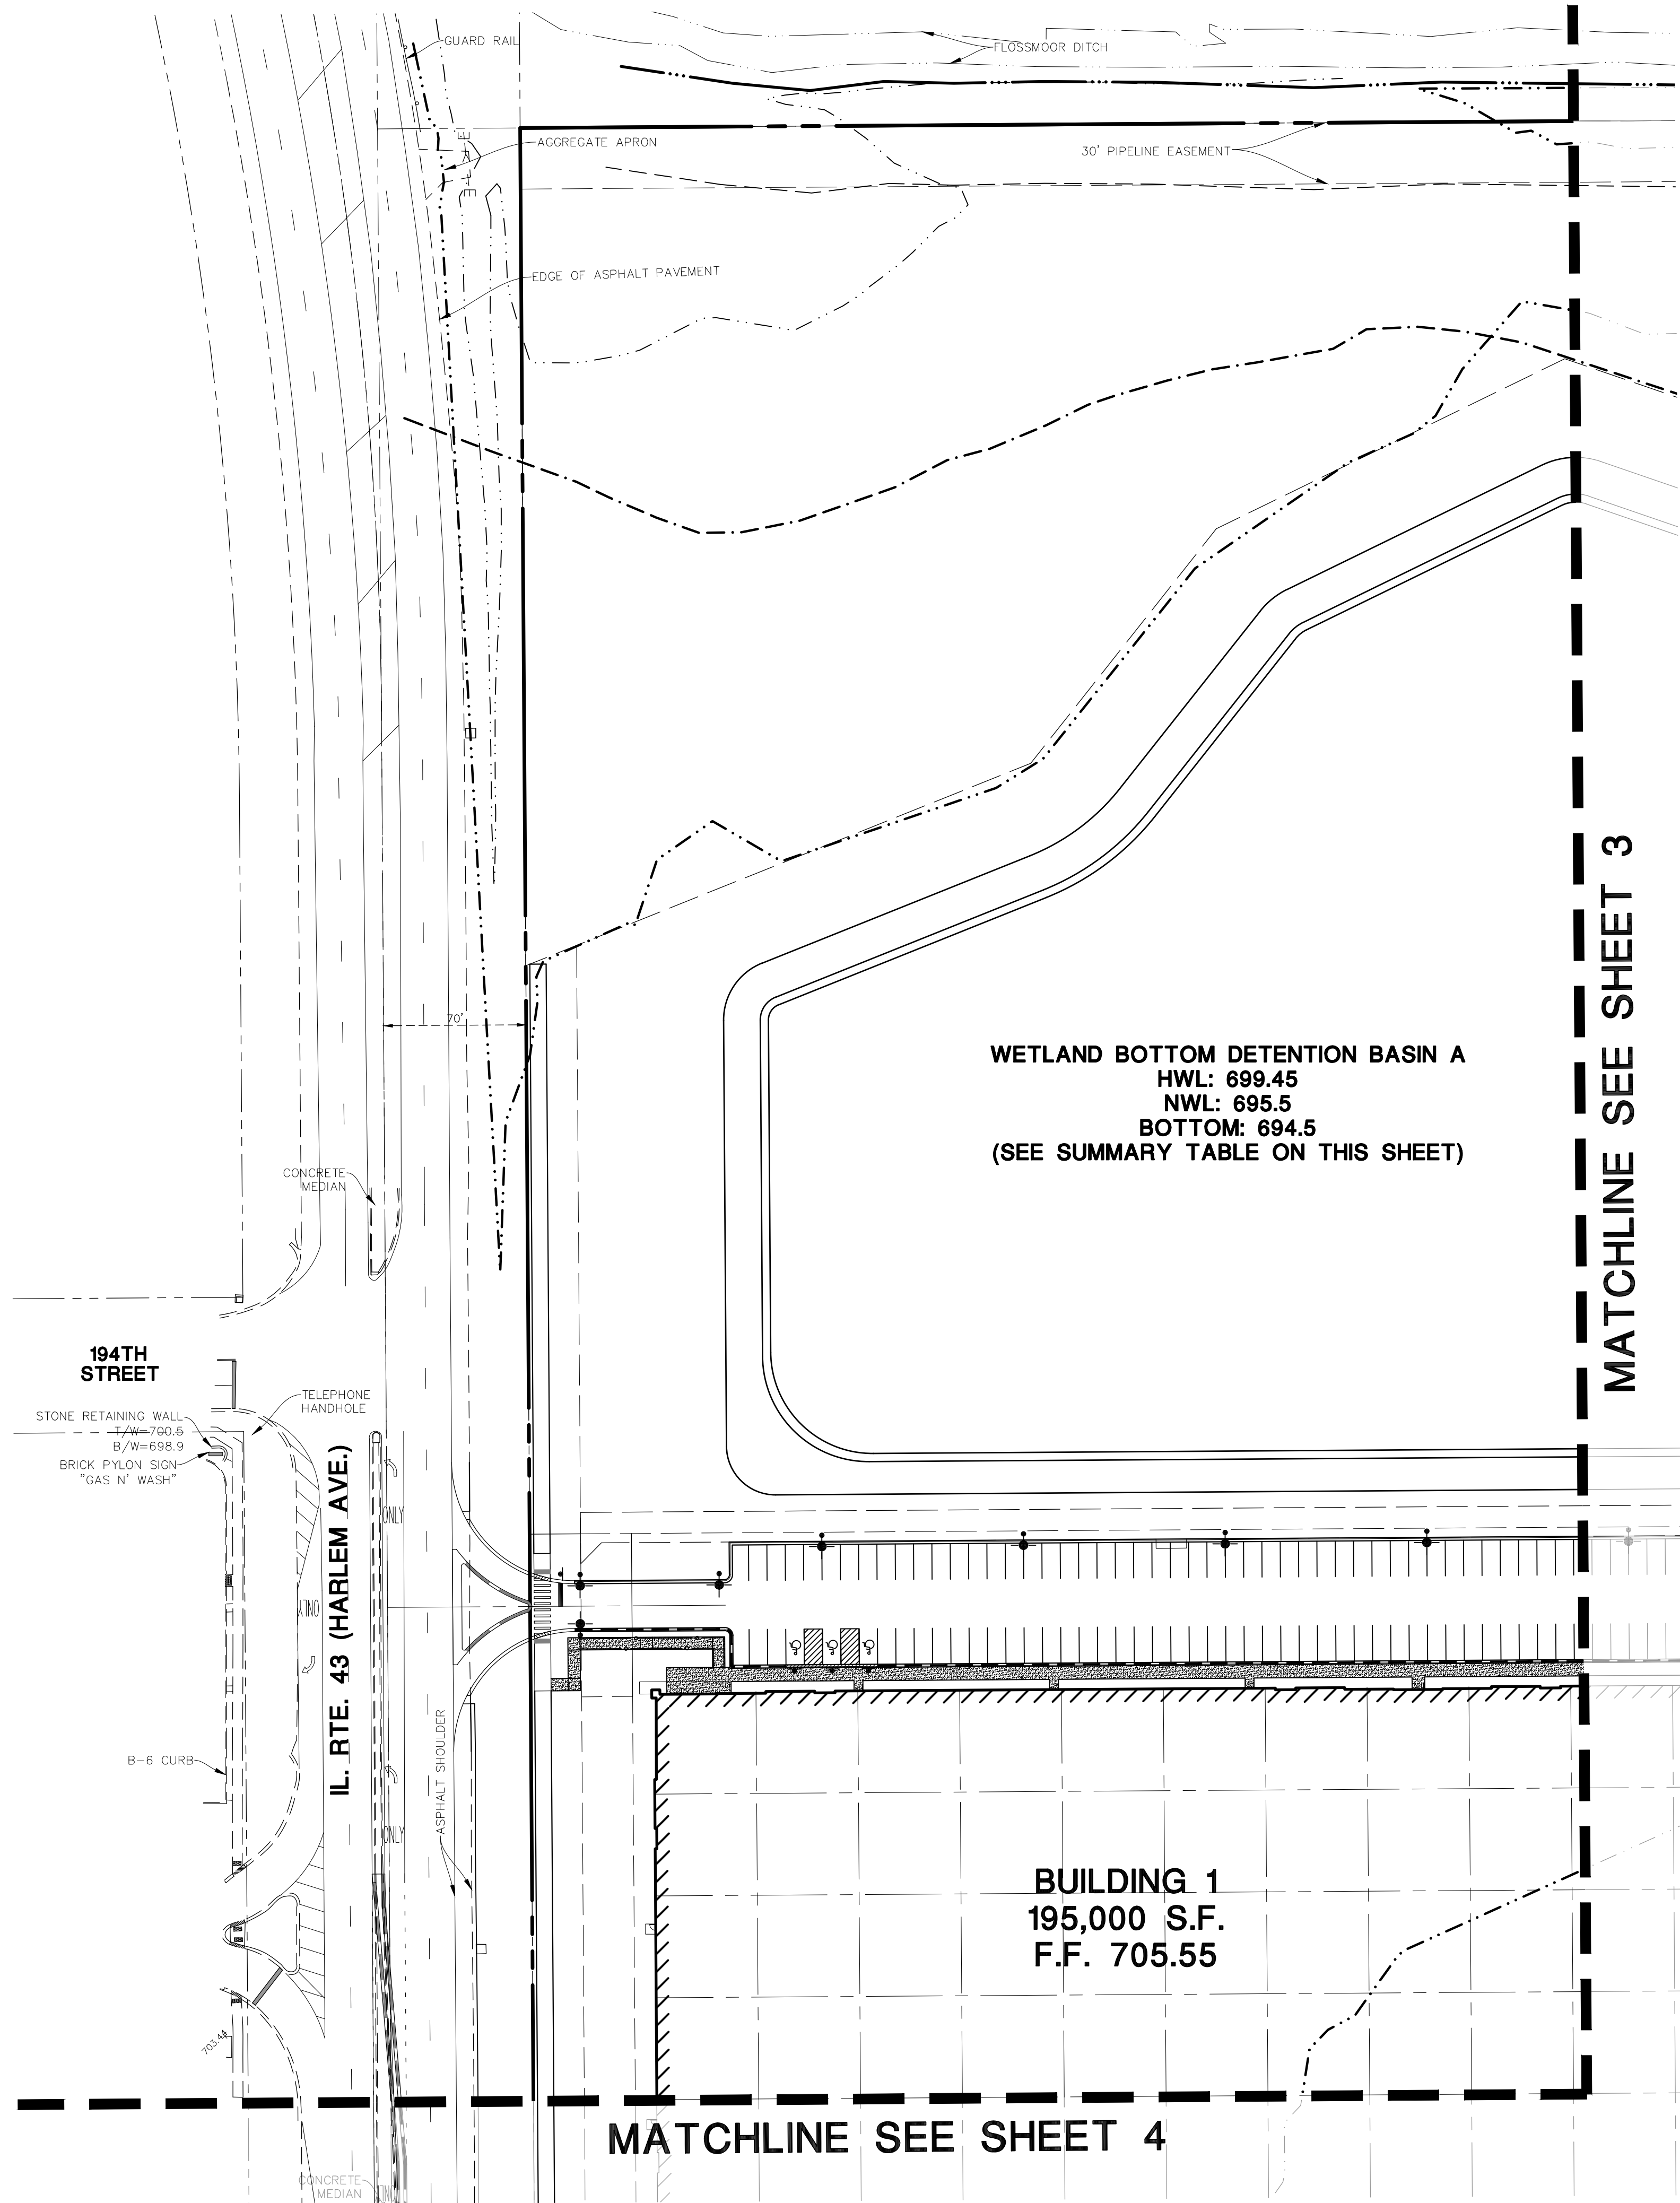 GUARD RAIL
FLOSSMOOR DITCH
AGGREGATE APRON
30' PIPELINE EASEMENT
EDGE OF ASPHALT PAVEMENT
70'
WETLAND BOTTOM DETENTION BASIN A
HWL: 699.45
NWL: 695.5
BOTTOM: 694.5
(SEE SUMMARY TABLE ON THIS SHEET)
MATCHLINE SEE SHEET 3
CONCRETE
MEDIAN
194TH
STREET
TELEPHONE
HANDHOLE
STONE RETAINING WALL
T/W=700.5
B/W=698.9
BRICK PYLON SIGN
"GAS N' WASH"
IL. RTE. 43 (HARLEM AVE.)
ONLY
ONLY
ASPHALT SHOULDER
B-6 CURB
ONLY
BUILDING 1
195,000 S.F.
F.F. 705.55
703.44
MATCHLINE SEE SHEET 4
CONCRETE
MEDIAN